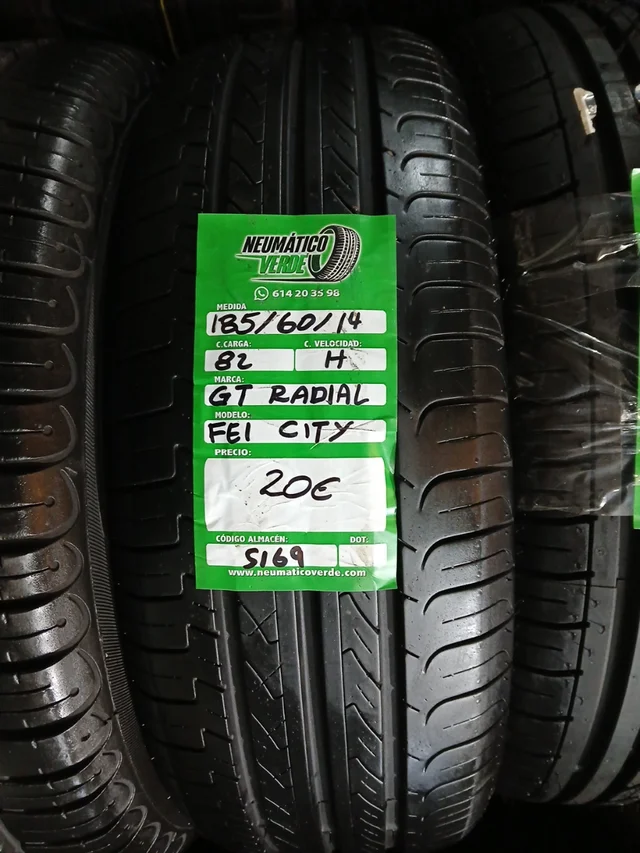 NEUMÁTICO
VERDE
614 20 35 98
MEDIDA
185/60/14
C.CARGA: C. VELOCIDAD:
82 H
MARCA:
GT RADIAL
MODELO:
FE1 CITY
PRECIO:
20€
CÓDIGO ALMACÉN: DOT:
S169
www.neumaticoverde.com